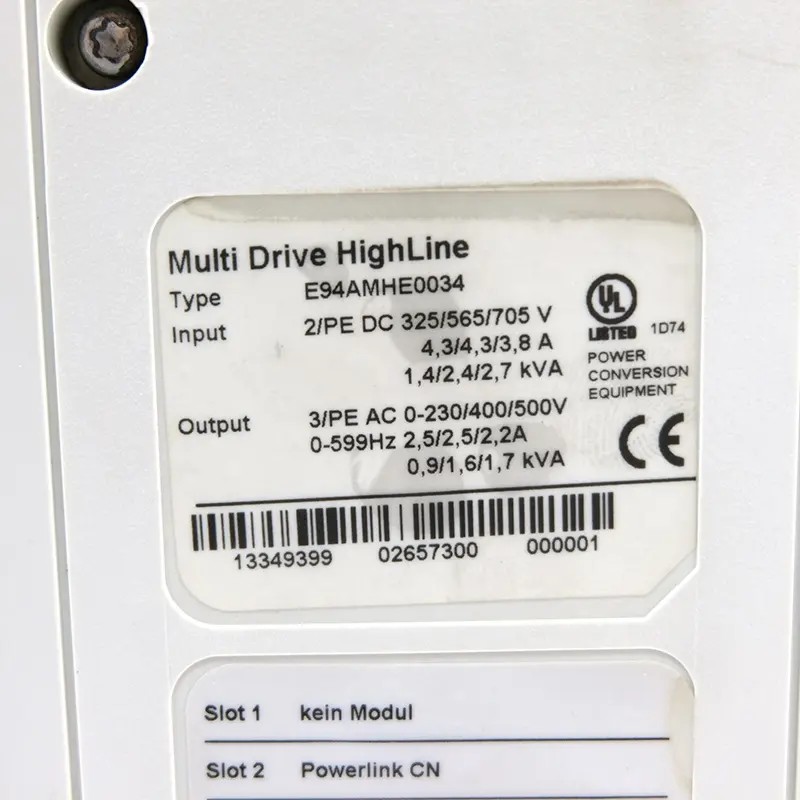 Multi Drive HighLine
Type E94AMHE0034
Input 2/PE DC 325/565/705 V
4,3/4,3/3,8 A
1,4/2,4/2,7 kVA
Output 3/PE AC 0-230/400/500V
0-599Hz 2,5/2,5/2,2A
0,9/1,6/1,7 kVA
UL
LISTED 1D74
POWER
CONVERSION
EQUIPMENT
CE
13349399 02657300 000001
Slot 1 kein Modul
Slot 2 Powerlink CN